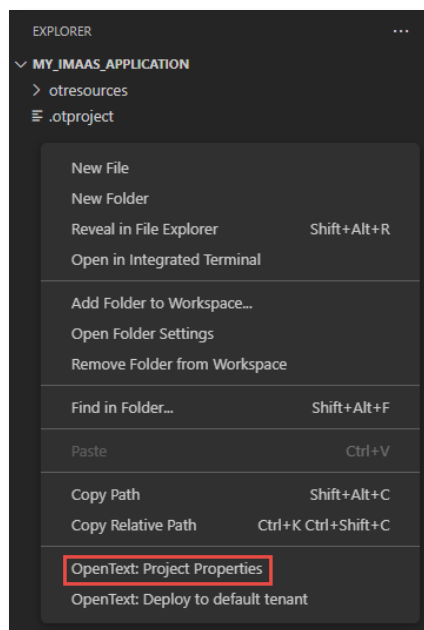 EXPLORER ...
MY_IMAAS_APPLICATION
otresources
.otproject
New File
New Folder
Reveal in File Explorer Shift+Alt+R
Open in Integrated Terminal
Add Folder to Workspace...
Open Folder Settings
Remove Folder from Workspace
Find in Folder... Shift+Alt+F
Paste Ctrl+V
Copy Path Shift+Alt+C
Copy Relative Path Ctrl+K Ctrl+Shift+C
OpenText: Project Properties
OpenText: Deploy to default tenant